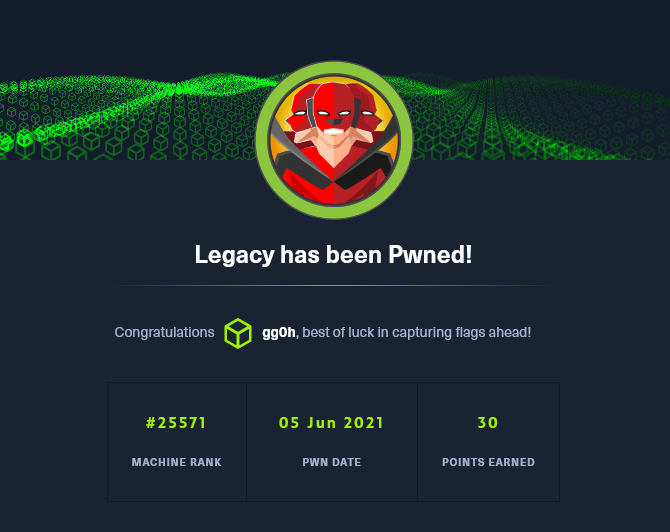 Legacy has been Pwned!
Congratulations gg0h, best of luck in capturing flags ahead!
#25571 05 Jun 2021 30
MACHINE RANK PWN DATE POINTS EARNED